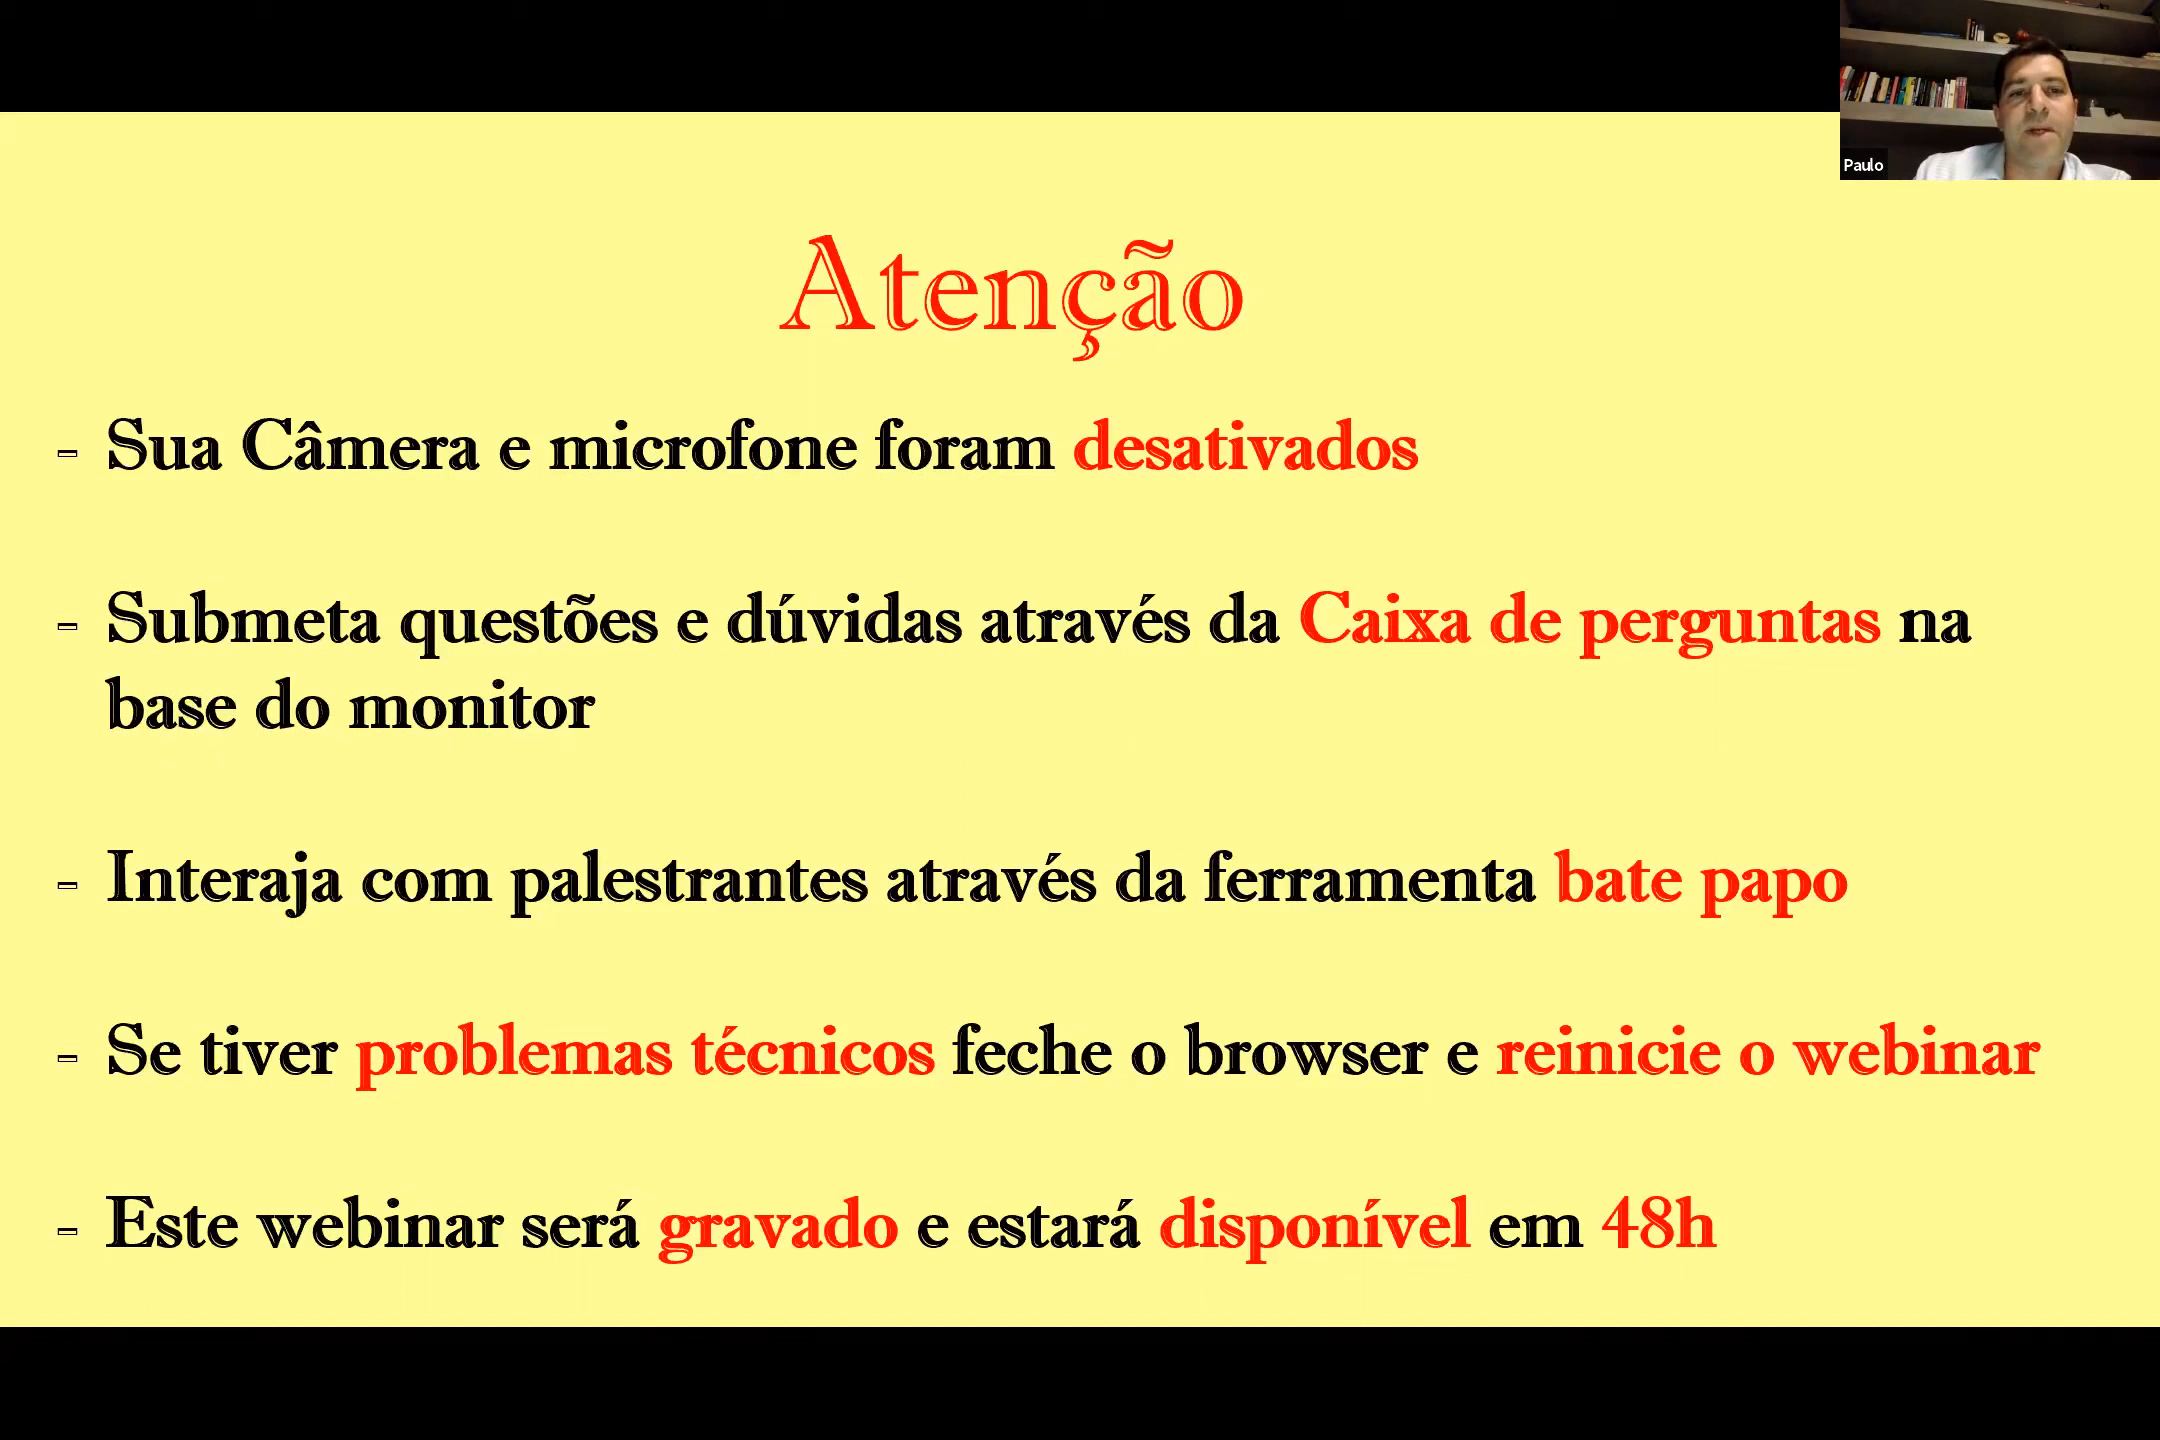 Paulo
Atenção
- Sua Câmera e microfone foram desativados
- Submeta questões e dúvidas através da Caixa de perguntas na
base do monitor
- Interaja com palestrantes através da ferramenta bate papo
- Se tiver problemas técnicos feche o browser e reinicie o webinar
- Este webinar será gravado e estará disponível em 48h